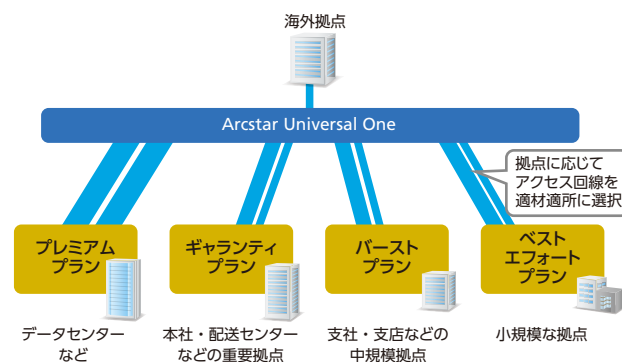 海外拠点
Arcstar Universal One
拠点に応じて
アクセス回線を
適材適所に選択
プレミアム
プラン
ギャランティ
プラン
バースト
プラン
ベスト
エフォート
プラン
データセンター
など
本社・配送センター
などの重要拠点
支社・支店などの
中規模拠点
小規模な拠点